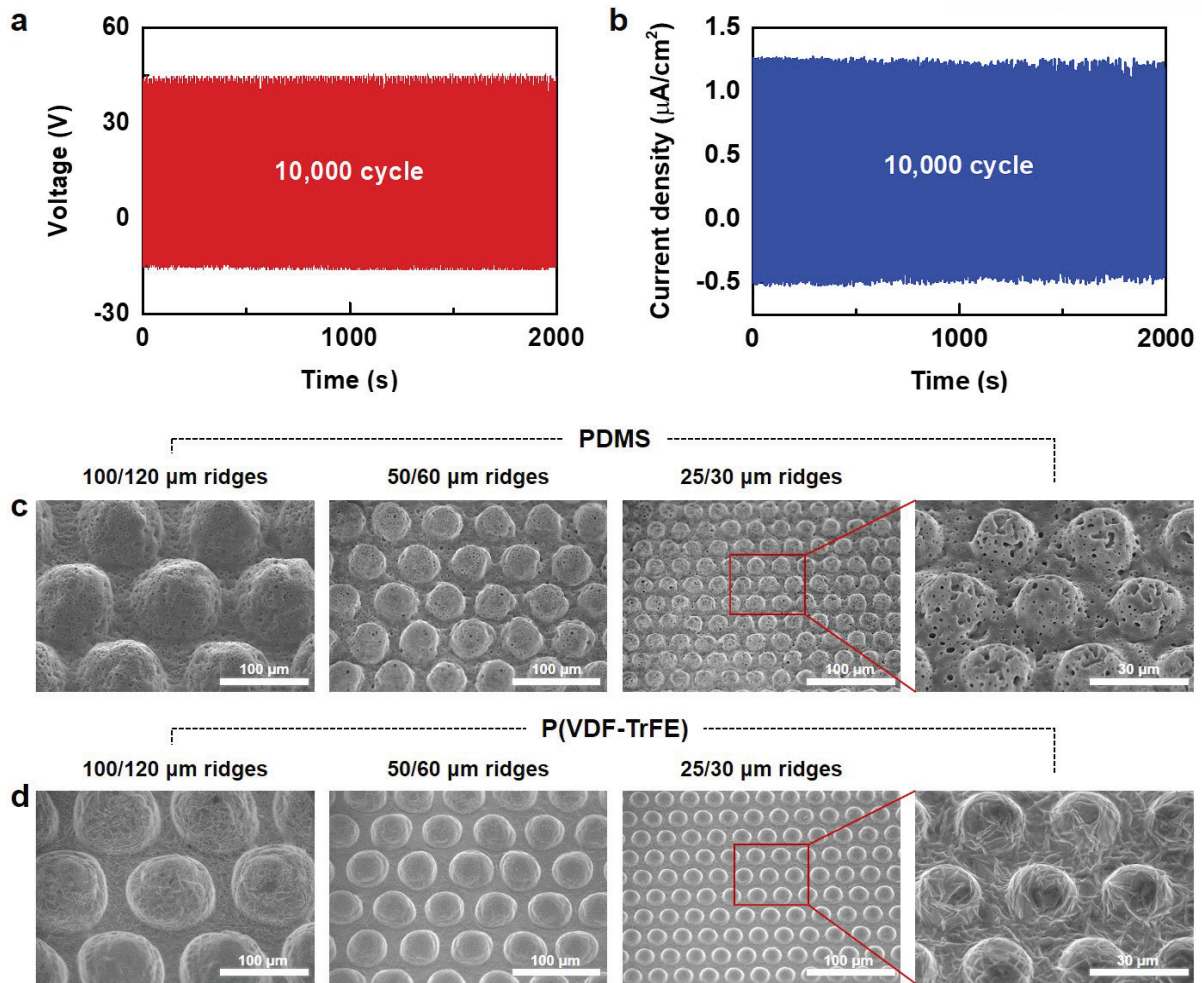 a
60
30
0
-30
Voltage (V)
10,000 cycle
0
1000
2000
Time (s)
b
1.5
1.0
0.5
0.0
-0.5
Current density (μA/cm²)
10,000 cycle
0
1000
2000
Time (s)
PDMS
100/120 μm ridges
50/60 μm ridges
25/30 μm ridges
c
100 μm
100 μm
100 μm
30 μm
P(VDF-TrFE)
100/120 μm ridges
50/60 μm ridges
25/30 μm ridges
d
100 μm
100 μm
100 μm
30 μm